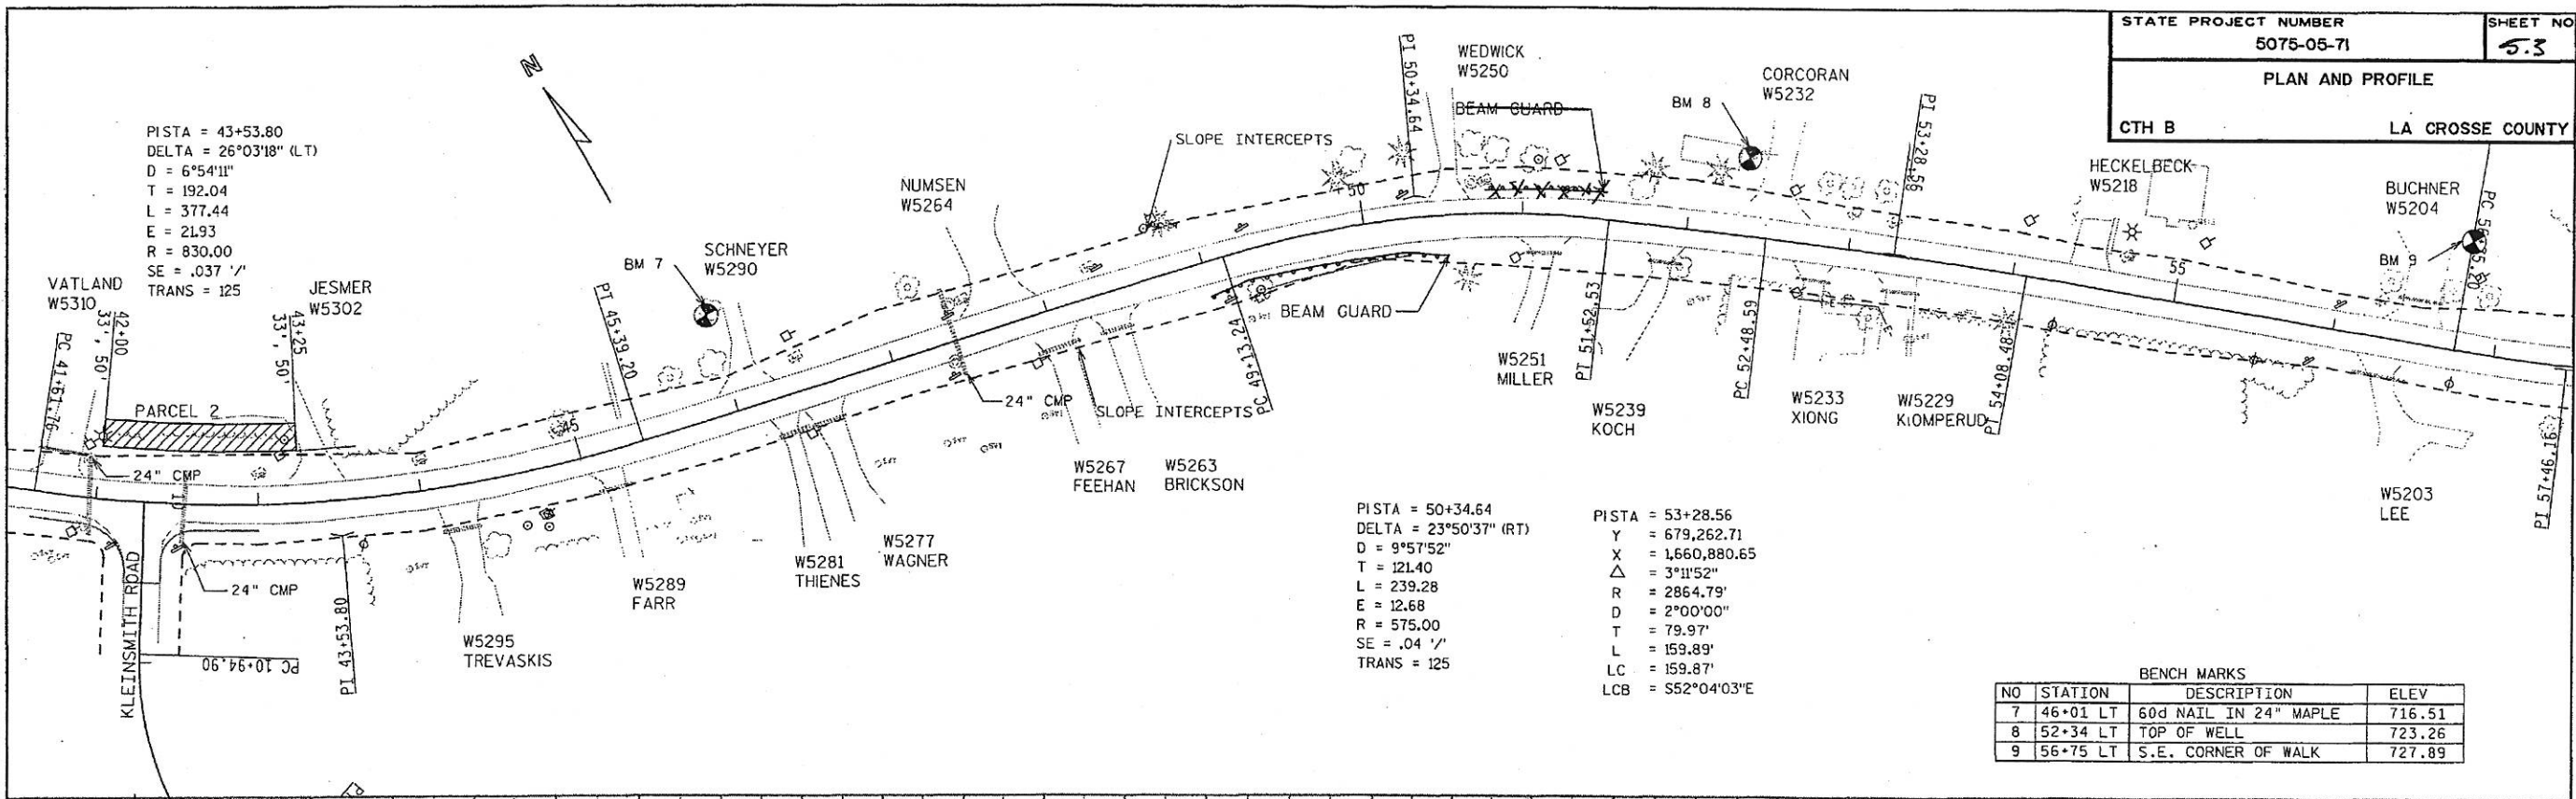 STATE PROJECT NUMBER
5075-05-71
SHEET NO
5.3
PLAN AND PROFILE
CTH B
LA CROSSE COUNTY
N
PISTA = 43+53.80
DELTA = 26°03'18" (LT)
D = 6°54'11"
T = 192.04
L = 377.44
E = 21.93
R = 830.00
SE = .037 '/'
TRANS = 125
VATLAND
W5310
PC 41+61.76
42+00
33', 50'
PARCEL 2
43+25
33', 50'
JESMER
W5302
24" CMP
24" CMP
KLEINSMITH ROAD
PC 10+94.90
PI 43+53.80
W5295
TREVASKIS
45
PT 45+39.20
BM 7
SCHNEYER
W5290
W5289
FARR
W5281
THIENES
W5277
WAGNER
NUMSEN
W5264
24" CMP
SLOPE INTERCEPTS
SLOPE INTERCEPTS
W5267
FEEHAN
W5263
BRICKSON
PC 49+13.24
BEAM GUARD
50
PI 50+34.64
WEDWICK
W5250
BEAM GUARD
W5251
MILLER
PT 51+52.53
W5239
KOCH
BM 8
CORCORAN
W5232
PC 52+48.59
W5233
XIONG
PI 53+28.56
W5229
KLOMPERUD
PT 54+08.48
HECKELBECK
W5218
55
BUCHNER
W5204
BM 9
W5203
LEE
PI 57+46.16
PISTA = 50+34.64
DELTA = 23°50'37" (RT)
D = 9°57'52"
T = 121.40
L = 239.28
E = 12.68
R = 575.00
SE = .04 '/'
TRANS = 125
PISTA = 53+28.56
Y = 679,262.71
X = 1,660,880.65
△ = 3°11'52"
R = 2864.79'
D = 2°00'00"
T = 79.97'
L = 159.89'
LC = 159.87'
LCB = S52°04'03"E
BENCH MARKS
NO STATION DESCRIPTION ELEV
7 46+01 LT 60d NAIL IN 24" MAPLE 716.51
8 52+34 LT TOP OF WELL 723.26
9 56+75 LT S.E. CORNER OF WALK 727.89